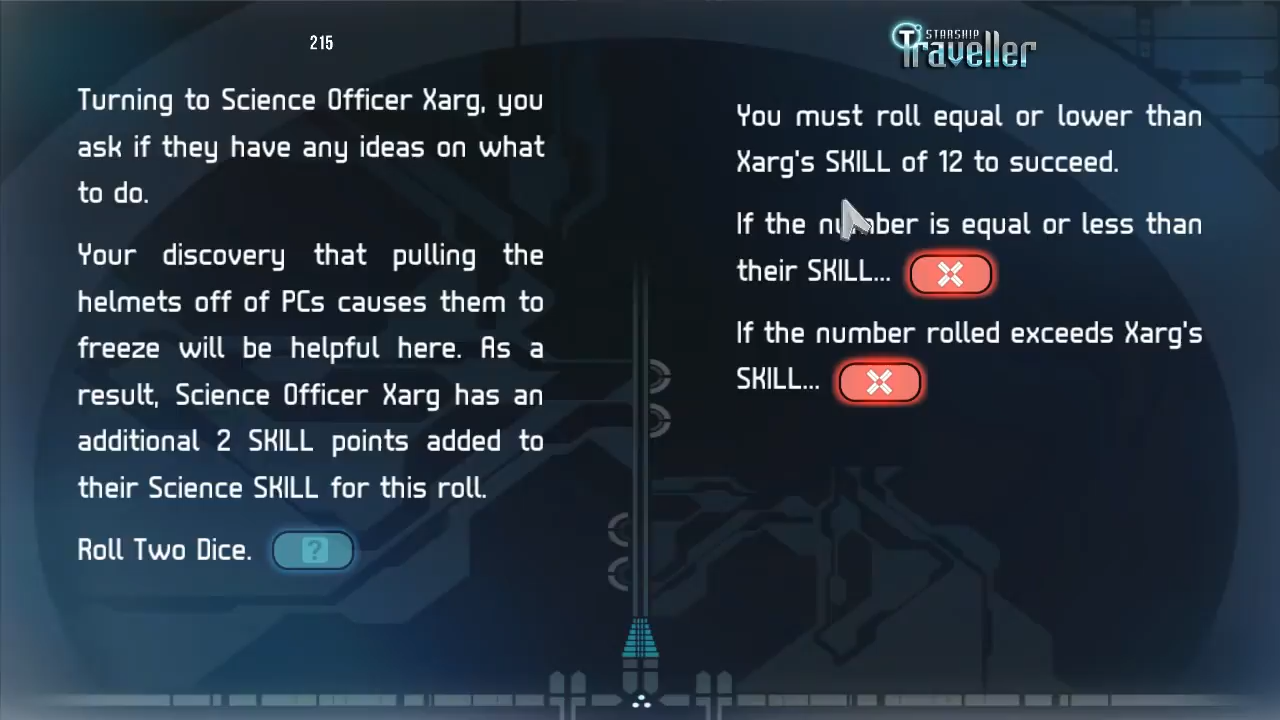 215
STARSHIP
Traveller
Turning to Science Officer Xarg, you
ask if they have any ideas on what
to do.
Your discovery that pulling the
helmets off of PCs causes them to
freeze will be helpful here. As a
result, Science Officer Xarg has an
additional 2 SKILL points added to
their Science SKILL for this roll.
Roll Two Dice. ?
You must roll equal or lower than
Xarg's SKILL of 12 to succeed.
If the number is equal or less than
their SKILL...
If the number rolled exceeds Xarg's
SKILL...